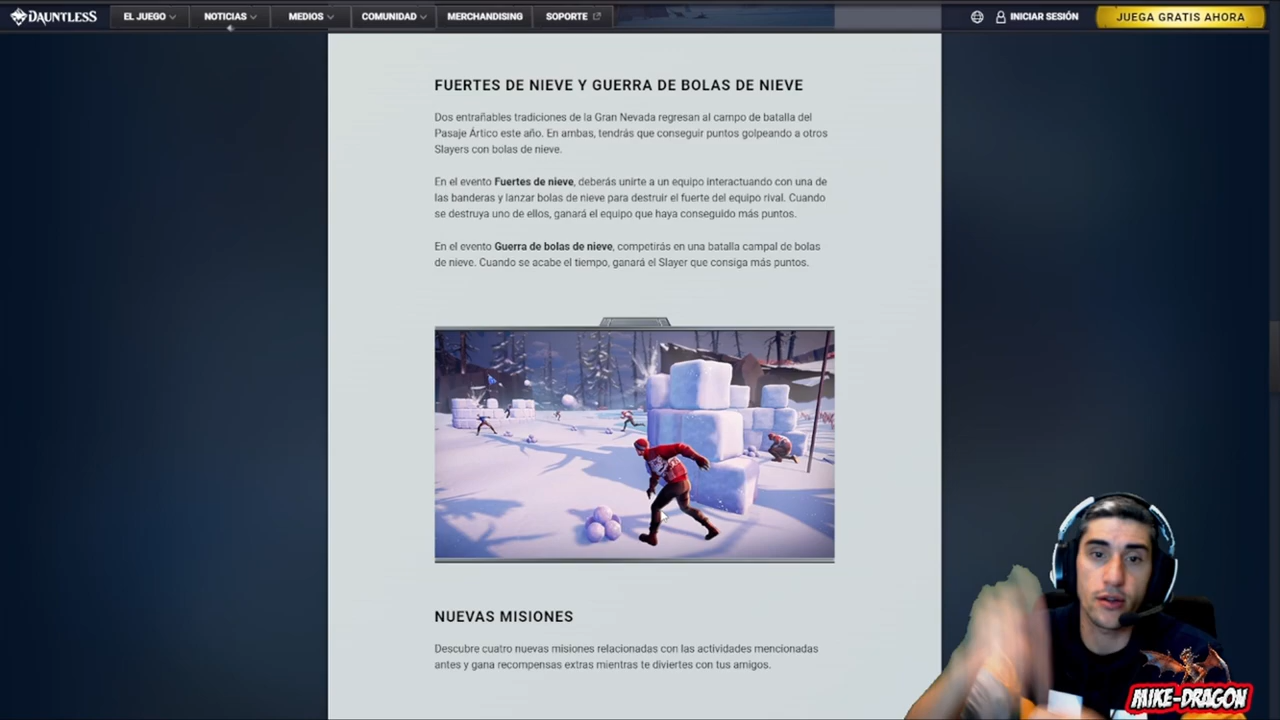 DAUNTLESS
EL JUEGO
NOTICIAS
MEDIOS
COMUNIDAD
MERCHANDISING
SOPORTE
INICIAR SESIÓN
JUEGA GRATIS AHORA
FUERTES DE NIEVE Y GUERRA DE BOLAS DE NIEVE
Dos entrañables tradiciones de la Gran Nevada regresan al campo de batalla del
Pasaje Ártico este año. En ambas, tendrás que conseguir puntos golpeando a otros
Slayers con bolas de nieve.
En el evento Fuertes de nieve, deberás unirte a un equipo interactuando con una de
las banderas y lanzar bolas de nieve para destruir el fuerte del equipo rival. Cuando
se destruya uno de ellos, ganará el equipo que haya conseguido más puntos.
En el evento Guerra de bolas de nieve, competirás en una batalla campal de bolas
de nieve. Cuando se acabe el tiempo, ganará el Slayer que consiga más puntos.
NUEVAS MISIONES
Descubre cuatro nuevas misiones relacionadas con las actividades mencionadas
antes y gana recompensas extras mientras te diviertes con tus amigos.
MIKE-DRAGON